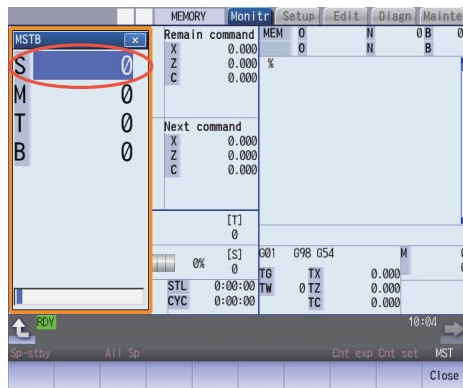 MEMORY Monitr Setup Edit Diagn Mainte
MSTB
S 0
M 0
T 0
B 0
Remain command
X 0.000
Z 0.000
C 0.000
Next command
X 0.000
Z 0.000
C 0.000
[T]
0
0% [S]
0
STL 0:00:00
CYC 0:00:00
MEM O N 0 B 0
O N B
%
G01 G98 G54 M
TG TX 0.000
TW 0 TZ 0.000
TC 0.000
RDY 10:04
Sp-stby All Sp Cnt exp Cnt set MST
Close